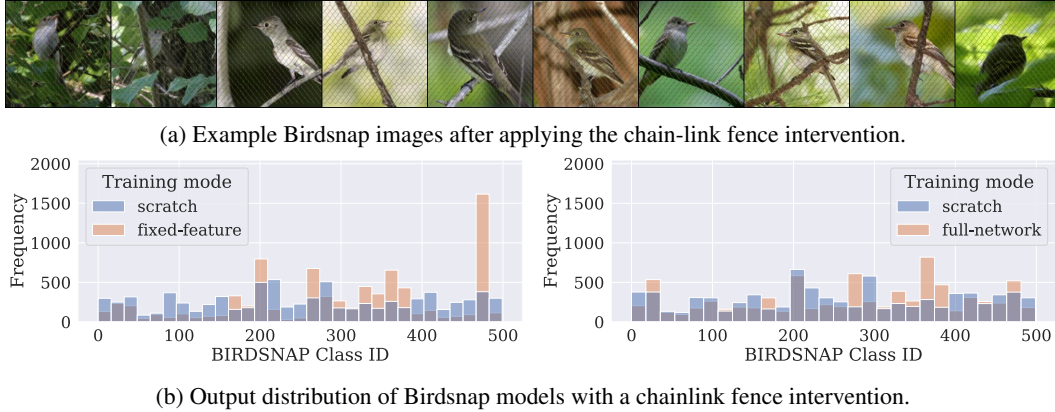 (a) Example Birdsnap images after applying the chain-link fence intervention.
2000
1500
1000
500
0
Frequency
Training mode
scratch
fixed-feature
0 100 200 300 400 500
BIRDSNAP Class ID
2000
1500
1000
500
0
Frequency
Training mode
scratch
full-network
0 100 200 300 400 500
BIRDSNAP Class ID
(b) Output distribution of Birdsnap models with a chainlink fence intervention.